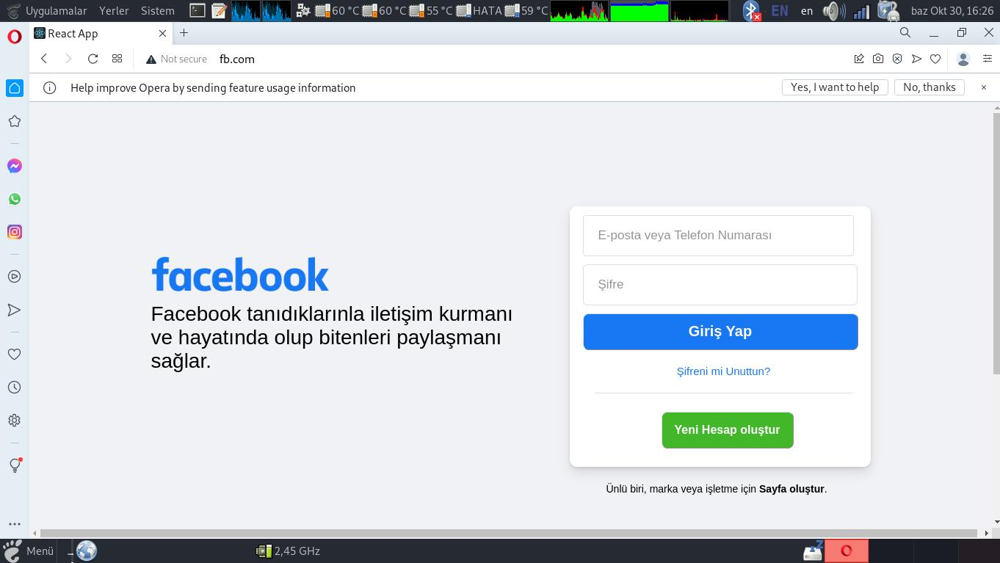 Uygulamalar Yerler Sistem 60 °C 60 °C 55 °C HATA 59 °C EN en baz Okt 30, 16:26
React App
Not secure fb.com
Help improve Opera by sending feature usage information Yes, I want to help No, thanks
E-posta veya Telefon Numarası
facebook
Şifre
Facebook tanıdıklarınla iletişim kurmanı
ve hayatında olup bitenleri paylaşmanı
sağlar.
Giriş Yap
Şifreni mi Unuttun?
Yeni Hesap oluştur
Ünlü biri, marka veya işletme için Sayfa oluştur.
Menü 2,45 GHz